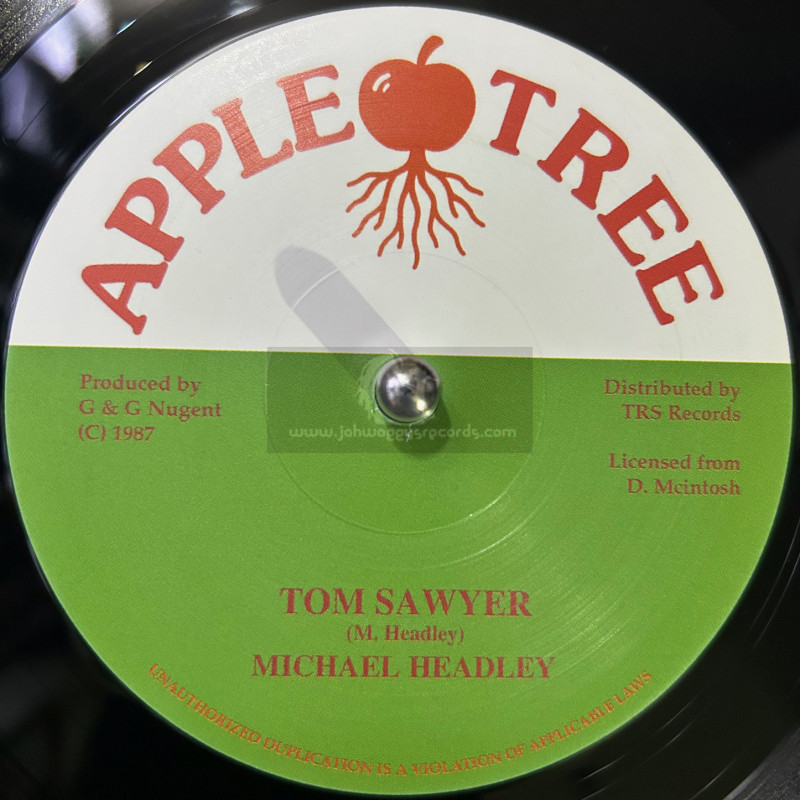 APPLE TREE
Produced by
G & G Nugent
(C) 1987
Distributed by
TRS Records
Licensed from
D. Mcintosh
www.jahwaggysrecords.com
TOM SAWYER
(M. Headley)
MICHAEL HEADLEY
UNAUTHORIZED DUPLICATION IS A VIOLATION OF APPLICABLE LAWS